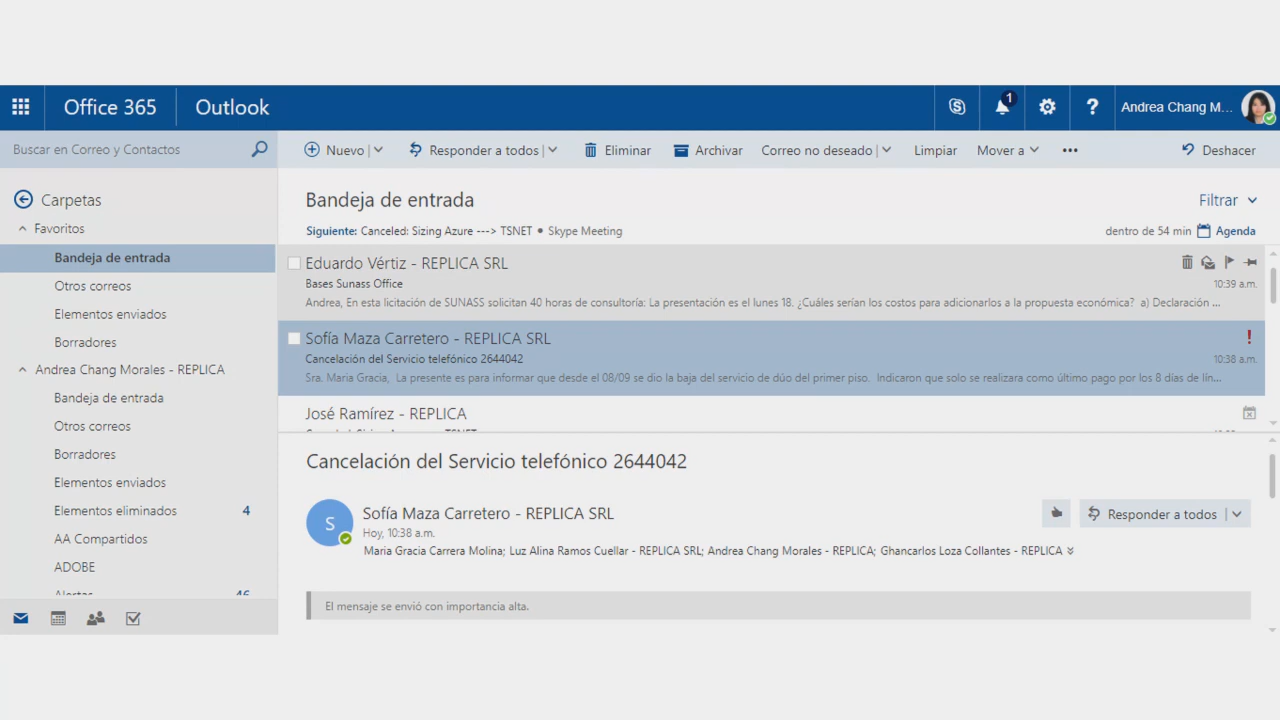 Office 365
Outlook
1
?
Andrea Chang M...
Buscar en Correo y Contactos
Nuevo
Responder a todos
Eliminar
Archivar
Correo no deseado
Limpiar
Mover a
•••
Deshacer
Carpetas
Favoritos
Bandeja de entrada
Otros correos
Elementos enviados
Borradores
Andrea Chang Morales - REPLICA
Bandeja de entrada
Otros correos
Borradores
Elementos enviados
Elementos eliminados 4
AA Compartidos
ADOBE
Alertas 46
Bandeja de entrada
Filtrar
Siguiente: Canceled: Sizing Azure ---> TSNET • Skype Meeting
dentro de 54 min Agenda
Eduardo Vértiz - REPLICA SRL
Bases Sunass Office
10:39 a.m.
Andrea, En esta licitación de SUNASS solicitan 40 horas de consultoría: La presentación es el lunes 18. ¿Cuáles serían los costos para adicionarlos a la propuesta económica? a) Declaración ...
Sofía Maza Carretero - REPLICA SRL
Cancelación del Servicio telefónico 2644042
10:38 a.m.
Sra. Maria Gracia, La presente es para informar que desde el 08/09 se dio la baja del servicio de dúo del primer piso. Indicaron que solo se realizara como último pago por los 8 días de lín...
José Ramírez - REPLICA
Cancelación del Servicio telefónico 2644042
S
Sofía Maza Carretero - REPLICA SRL
Hoy, 10:38 a.m.
Maria Gracia Carrera Molina; Luz Alina Ramos Cuellar - REPLICA SRL; Andrea Chang Morales - REPLICA; Ghancarlos Loza Collantes - REPLICA
Responder a todos
El mensaje se envió con importancia alta.